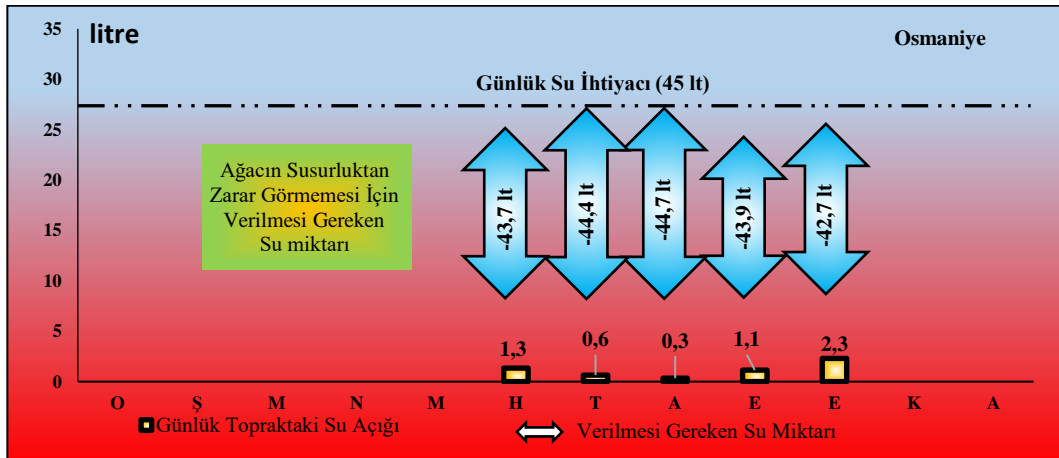 litre
Osmaniye
35
30
25
20
15
10
5
0
Günlük Su İhtiyacı (45 lt)
Ağacın Susurluktan
Zarar Görmemesi İçin
Verilmesi Gereken
Su miktarı
-43,7 lt
-44,4 lt
-44,7 lt
-43,9 lt
-42,7 lt
1,3
0,6
0,3
1,1
2,3
O Ş M N M H T A E E K A
Günlük Topraktaki Su Açığı
Verilmesi Gereken Su Miktarı